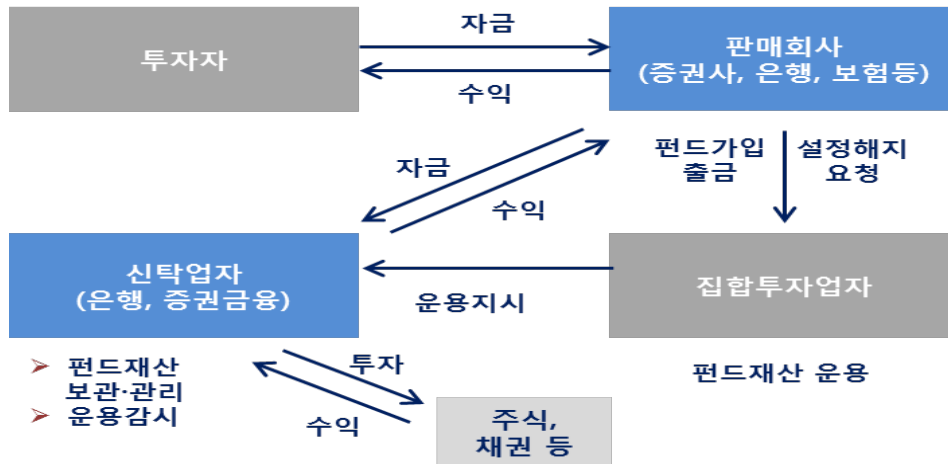 자금
투자자
판매회사
(증권사, 은행, 보험등)
수익
자금
수익
펀드가입
출금
설정해지
요청
신탁업자
(은행, 증권금융)
운용지시
집합투자업자
➢ 펀드재산
보관·관리
➢ 운용감시
투자
수익
주식,
채권 등
펀드재산 운용